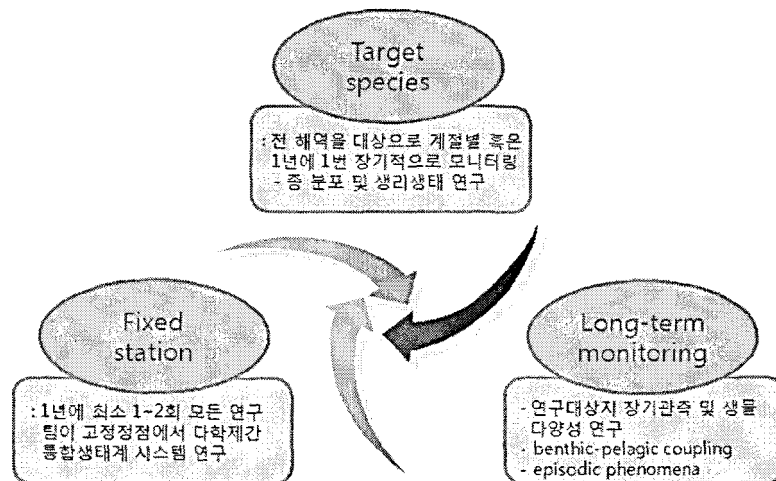 Target
species
: 전 해역을 대상으로 계절별 혹은
1년에 1번 장기적으로 모니터링
- 종 분포 및 생리생태 연구
Fixed
station
: 1년에 최소 1~2회 모든 연구
팀이 고정정점에서 다학제간
통합생태계 시스템 연구
Long-term
monitoring
- 연구대상지 장기관측 및 생물
다양성 연구
- benthic-pelagic coupling
- episodic phenomena